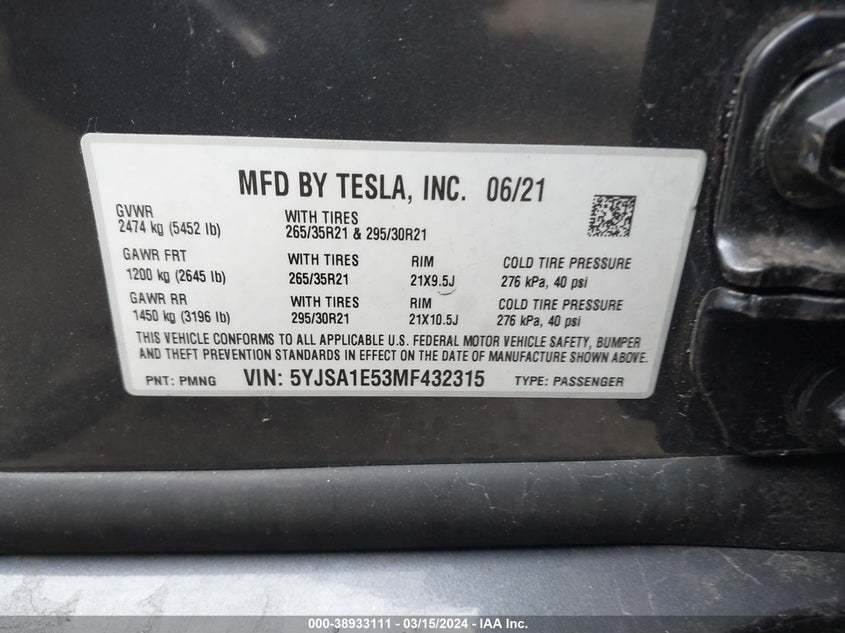 MFD BY TESLA, INC. 06/21
GVWR
2474 kg (5452 lb)
WITH TIRES
265/35R21 & 295/30R21
GAWR FRT
1200 kg (2645 lb)
WITH TIRES
265/35R21
RIM
21X9.5J
COLD TIRE PRESSURE
276 kPa, 40 psi
GAWR RR
1450 kg (3196 lb)
WITH TIRES
295/30R21
RIM
21X10.5J
COLD TIRE PRESSURE
276 kPa, 40 psi
THIS VEHICLE CONFORMS TO ALL APPLICABLE U.S. FEDERAL MOTOR VEHICLE SAFETY, BUMPER
AND THEFT PREVENTION STANDARDS IN EFFECT ON THE DATE OF MANUFACTURE SHOWN ABOVE.
PNT: PMNG VIN: 5YJSA1E53MF432315 TYPE: PASSENGER
000-38933111 - 03/15/2024 - IAA Inc.